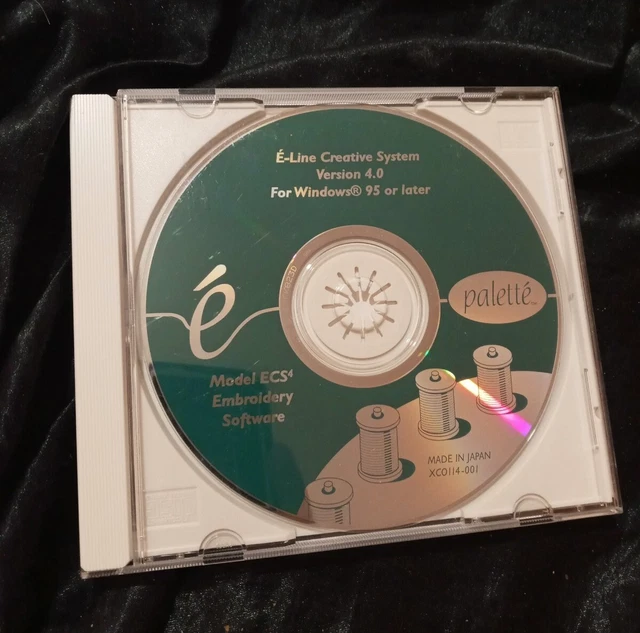 É-Line Creative System
Version 4.0
For Windows® 95 or later
é
paletté™
Model ECS⁴
Embroidery
Software
MADE IN JAPAN
XC0114-001